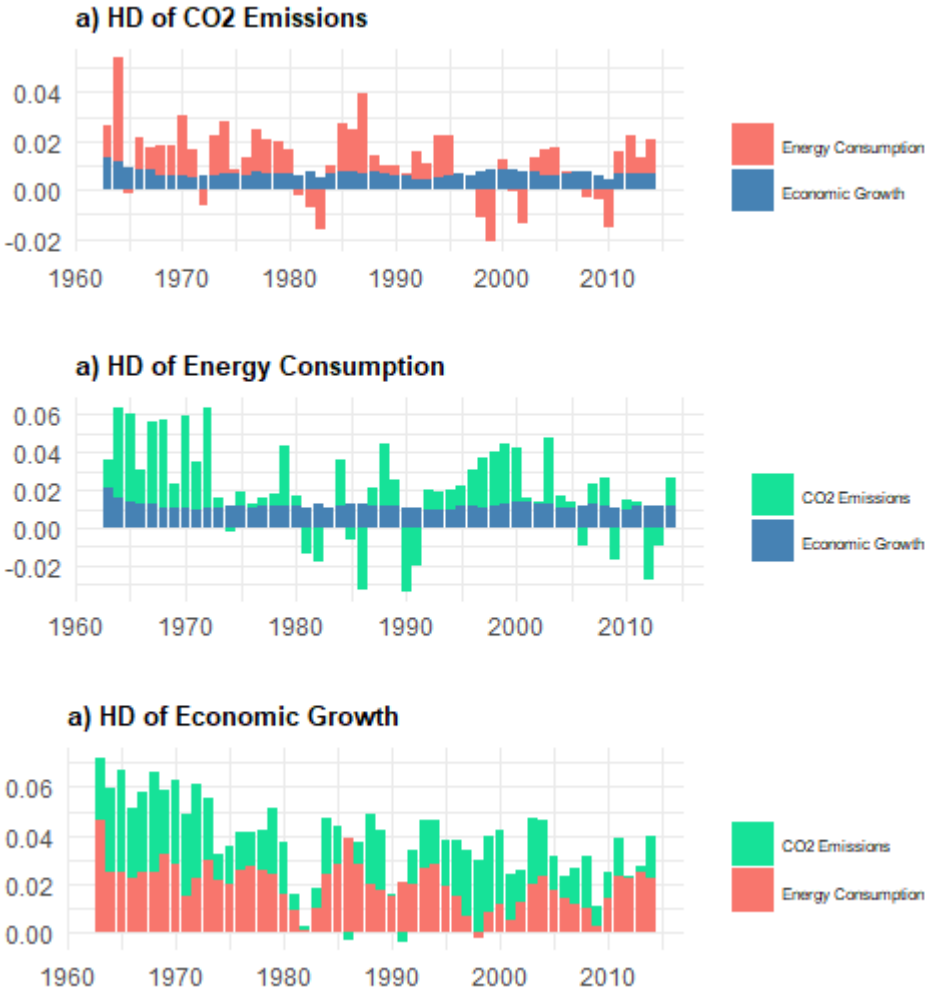 a) HD of CO2 Emissions
0.04
0.02
0.00
-0.02
1960 1970 1980 1990 2000 2010
Energy Consumption
Economic Growth
a) HD of Energy Consumption
0.06
0.04
0.02
0.00
-0.02
1960 1970 1980 1990 2000 2010
CO2 Emissions
Economic Growth
a) HD of Economic Growth
0.06
0.04
0.02
0.00
1960 1970 1980 1990 2000 2010
CO2 Emissions
Energy Consumption